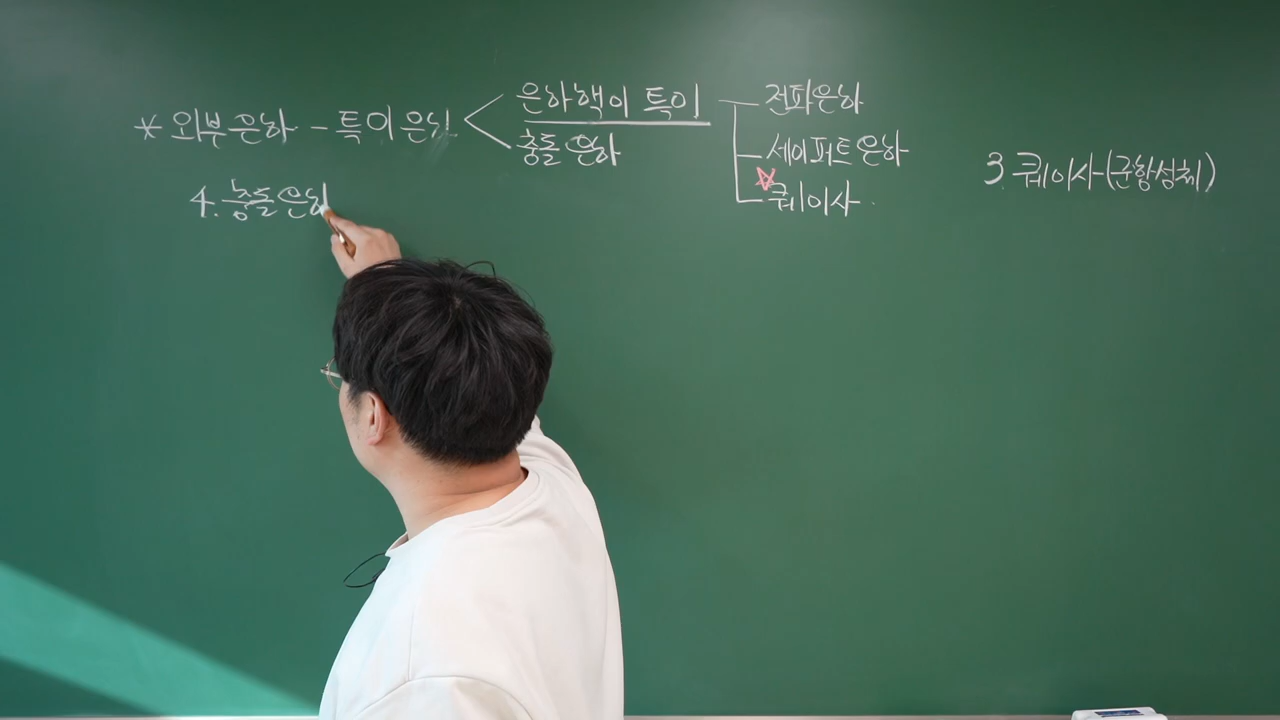 * 외부은하 - 특이은하 < 은하핵이 특이
충돌 은하
전파은하
세이퍼트 은하
퀘이사
3. 퀘이사(준항성체)
4. 충돌은하